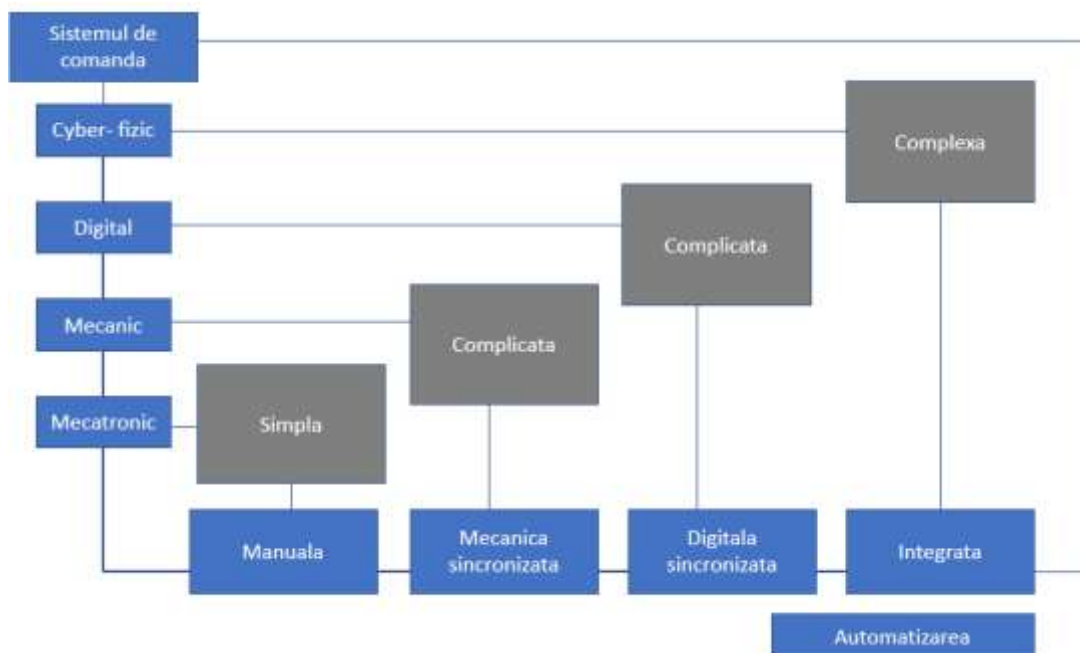 Sistemul de
comanda
Cyber- fizic
Complexa
Digital
Complicata
Mecanic
Complicata
Mecatronic
Simpla
Manuala
Mecanica
sincronizata
Digitala
sincronizata
Integrata
Automatizarea